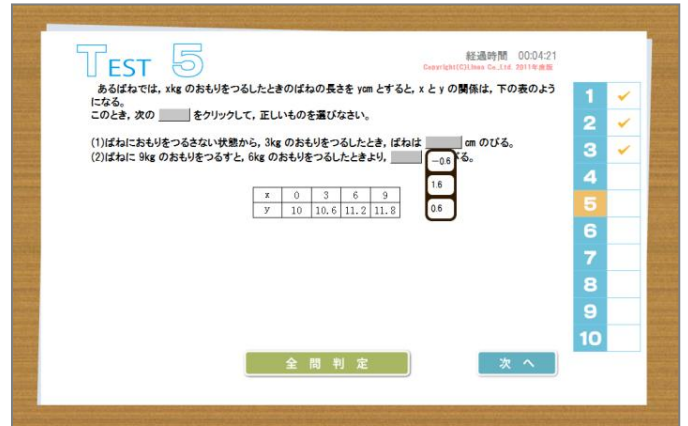 TEST 5
経過時間 00:04:21
Copyright(C)Lines Co.,Ltd. 2011年度版
あるばねでは, xkg のおもりをつるしたときのばねの長さを ycm とすると, x と y の関係は, 下の表のよう
になる。
このとき, 次の をクリックして, 正しいものを選びなさい。
(1)ばねにおもりをつるさない状態から, 3kg のおもりをつるしたとき, ばねは cm のびる。
(2)ばねに 9kg のおもりをつるすと, 6kg のおもりをつるしたときより, びる。
-0.6
1.6
0.6
x 0 3 6 9
y 10 10.6 11.2 11.8
1
2
3
4
5
6
7
8
9
10
全問判定
次へ